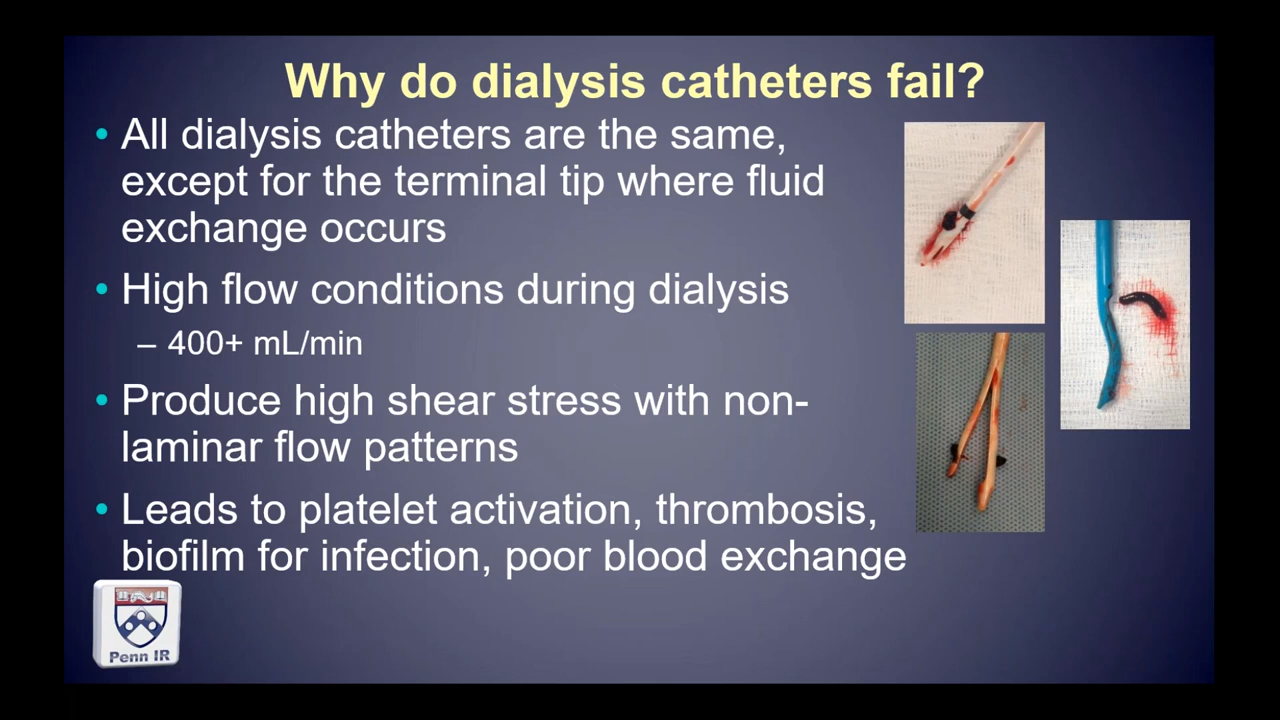 Why do dialysis catheters fail?
• All dialysis catheters are the same,
except for the terminal tip where fluid
exchange occurs
• High flow conditions during dialysis
– 400+ mL/min
• Produce high shear stress with non-
laminar flow patterns
• Leads to platelet activation, thrombosis,
biofilm for infection, poor blood exchange
Penn IR